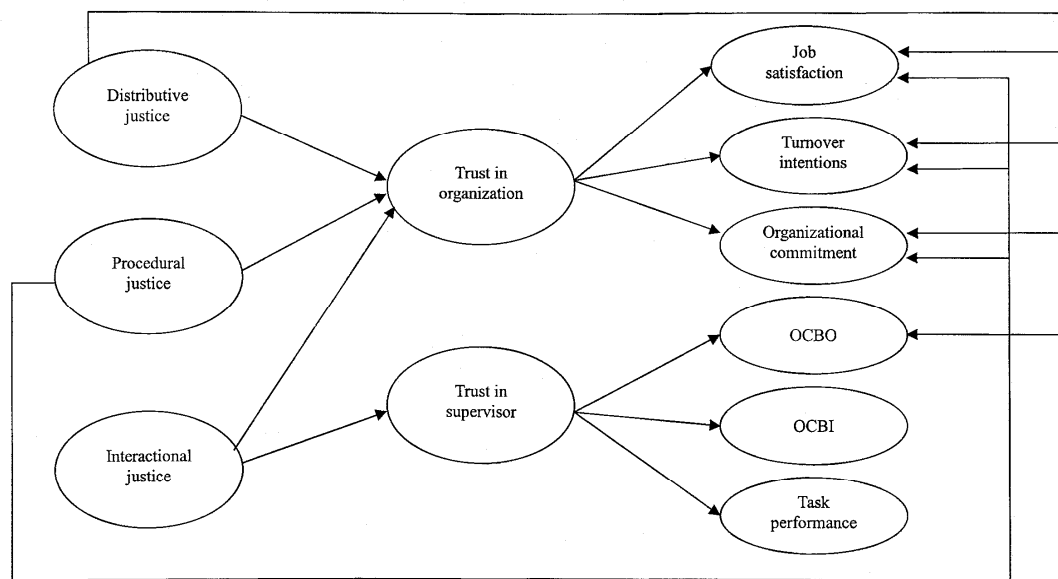 Distributive
justice
Procedural
justice
Interactional
justice
Trust in
organization
Trust in
supervisor
Job
satisfaction
Turnover
intentions
Organizational
commitment
OCBO
OCBI
Task
performance